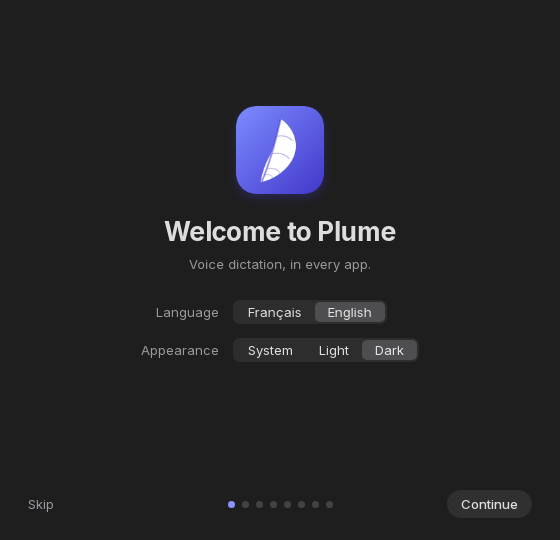 Welcome to Plume
Voice dictation, in every app.
Language Français English
Appearance System Light Dark
Skip Continue